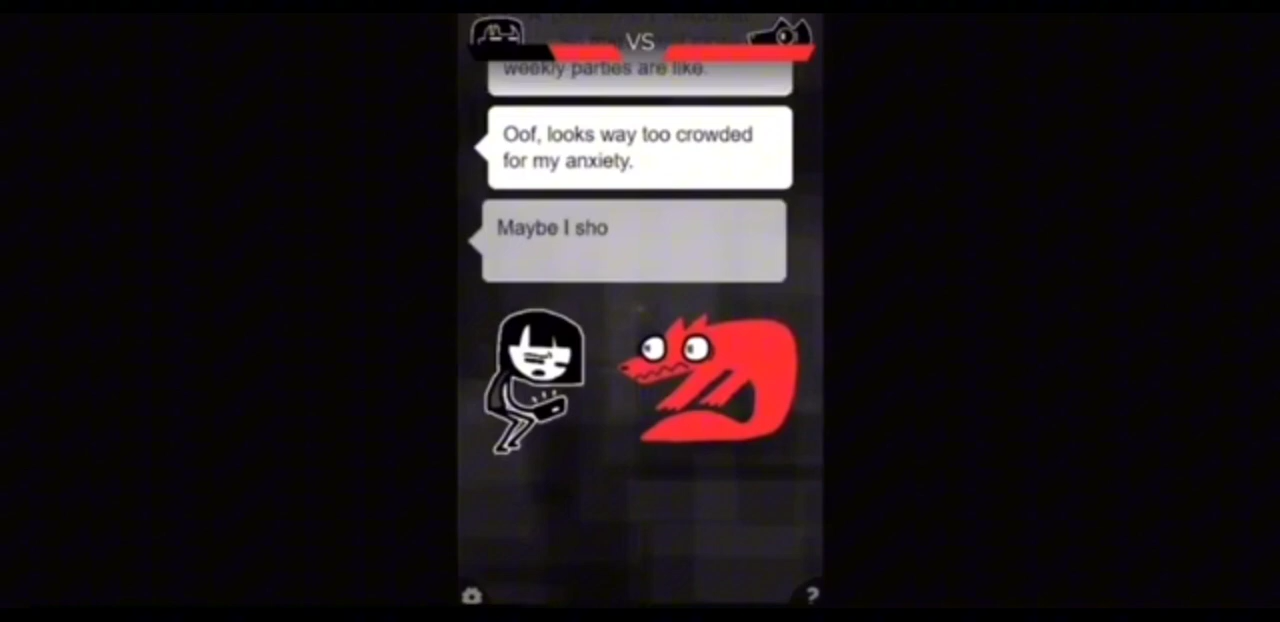 VS
weekly parties are like.
Oof, looks way too crowded
for my anxiety.
Maybe I sho
?